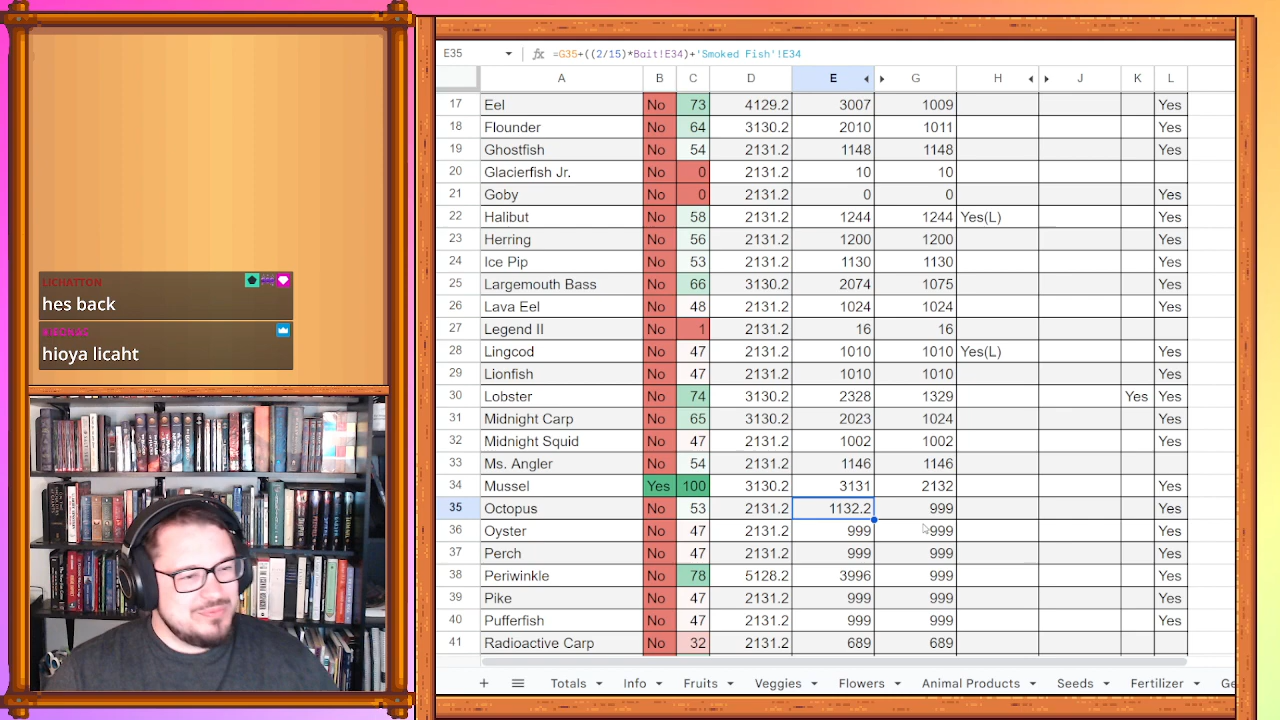 LICHATTON
hes back
hioya licaht
E35 fx =G35+((2/15)*Bait!E34)+'Smoked Fish'!E34
A B C D E G H J K L
17 Eel No 73 4129.2 3007 1009 Yes
18 Flounder No 64 3130.2 2010 1011 Yes
19 Ghostfish No 54 2131.2 1148 1148 Yes
20 Glacierfish Jr. No 0 2131.2 10 10
21 Goby No 0 2131.2 0 0 Yes
22 Halibut No 58 2131.2 1244 1244 Yes(L) Yes
23 Herring No 56 2131.2 1200 1200 Yes
24 Ice Pip No 53 2131.2 1130 1130 Yes
25 Largemouth Bass No 66 3130.2 2074 1075 Yes
26 Lava Eel No 48 2131.2 1024 1024 Yes
27 Legend II No 1 2131.2 16 16
28 Lingcod No 47 2131.2 1010 1010 Yes(L) Yes
29 Lionfish No 47 2131.2 1010 1010 Yes
30 Lobster No 74 3130.2 2328 1329 Yes Yes
31 Midnight Carp No 65 3130.2 2023 1024 Yes
32 Midnight Squid No 47 2131.2 1002 1002 Yes
33 Ms. Angler No 54 2131.2 1146 1146
34 Mussel Yes 100 3130.2 3131 2132 Yes
35 Octopus No 53 2131.2 1132.2 999 Yes
36 Oyster No 47 2131.2 999 999 Yes
37 Perch No 47 2131.2 999 999 Yes
38 Periwinkle No 78 5128.2 3996 999 Yes
39 Pike No 47 2131.2 999 999 Yes
40 Pufferfish No 47 2131.2 999 999 Yes
41 Radioactive Carp No 32 2131.2 689 689
+ Totals Info Fruits Veggies Flowers Animal Products Seeds Fertilizer Ge